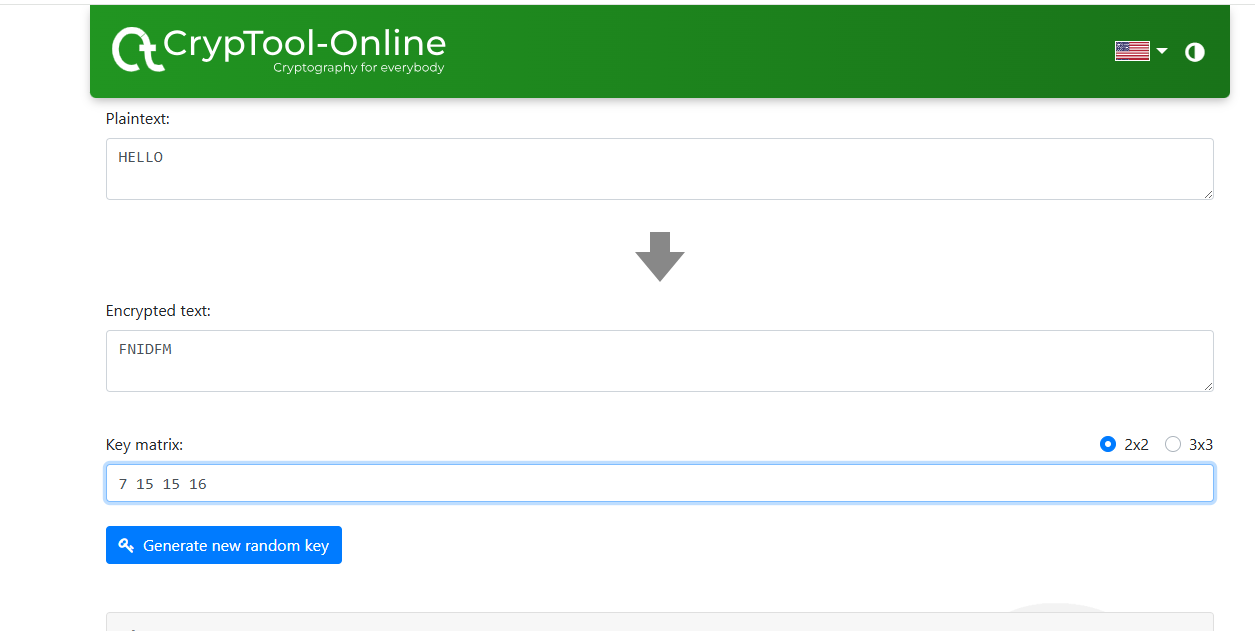 CrypTool-Online
Cryptography for everybody
Plaintext:
HELLO
Encrypted text:
FNIDFM
Key matrix:
2x2
3x3
7 15 15 16
Generate new random key